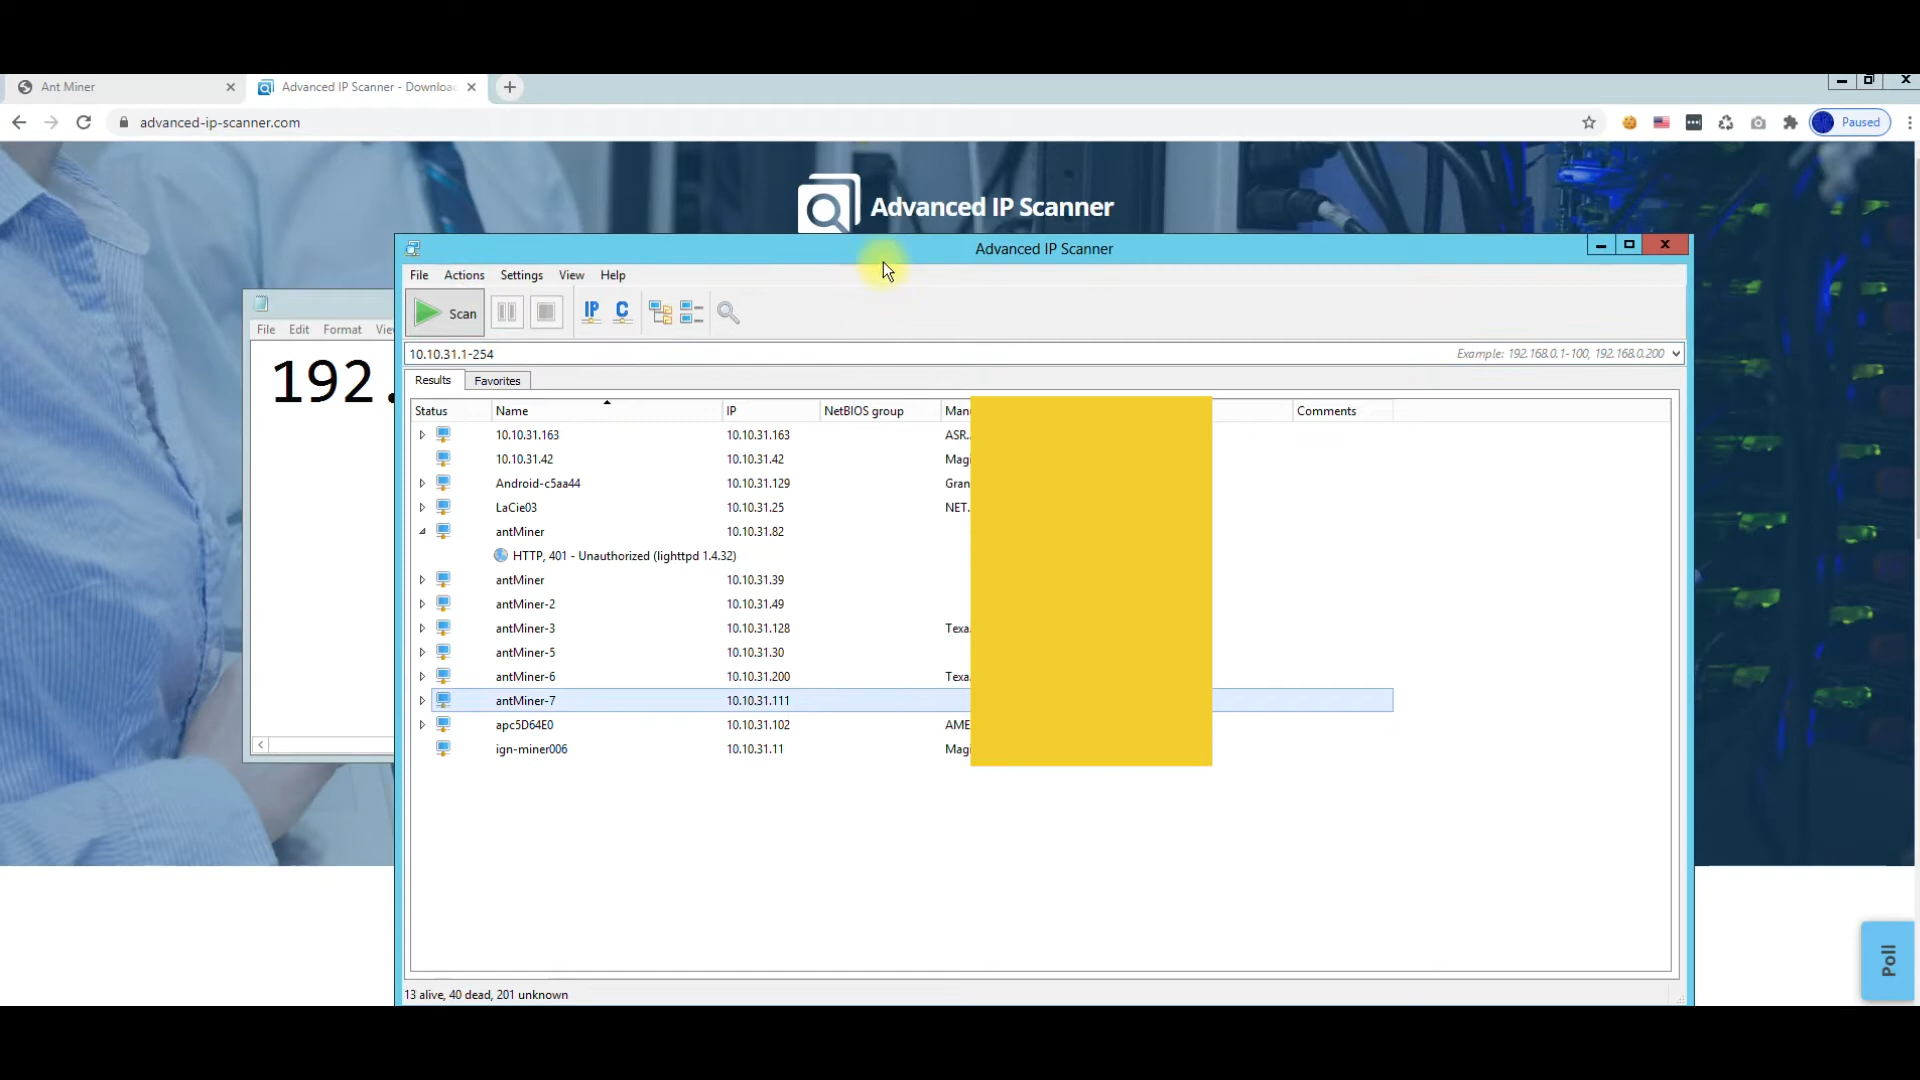 Ant Miner
Advanced IP Scanner - Downloa
advanced-ip-scanner.com
Paused
Advanced IP Scanner
Advanced IP Scanner
File Actions Settings View Help
File Edit Format Vie
192.
Scan IP C
10.10.31.1-254 Example: 192.168.0.1-100, 192.168.0.200
Results Favorites
Status Name IP NetBIOS group Man Comments
10.10.31.163 10.10.31.163 ASR..
10.10.31.42 10.10.31.42 Magi
Android-c5aa44 10.10.31.129 Gran
LaCie03 10.10.31.25 NET.
antMiner 10.10.31.82
HTTP, 401 - Unauthorized (lighttpd 1.4.32)
antMiner 10.10.31.39
antMiner-2 10.10.31.49
antMiner-3 10.10.31.128 Texa.
antMiner-5 10.10.31.30
antMiner-6 10.10.31.200 Texa.
antMiner-7 10.10.31.111
apc5D64E0 10.10.31.102 AME
ign-miner006 10.10.31.11 Magi
13 alive, 40 dead, 201 unknown
Poll